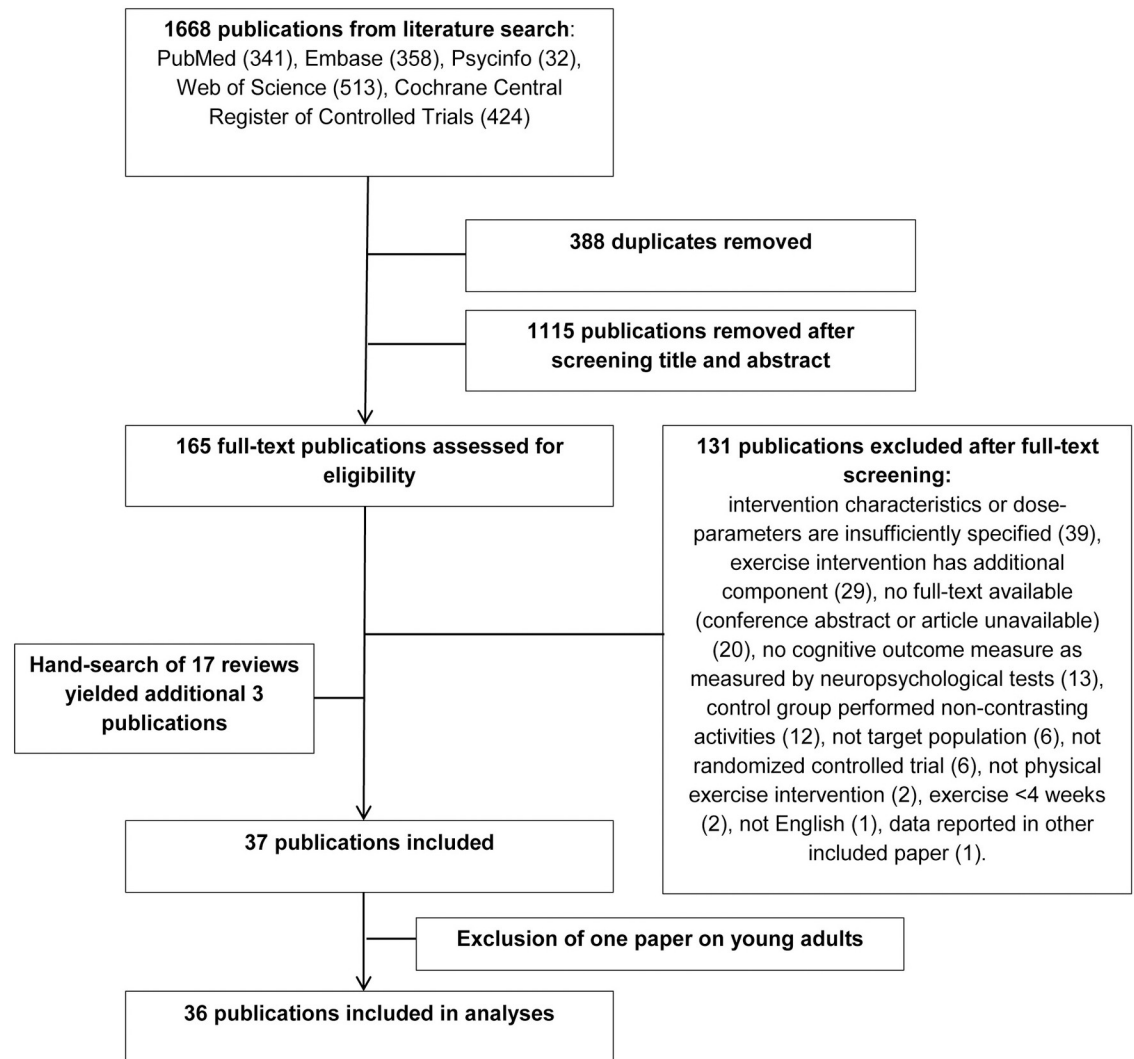 1668 publications from literature search:
PubMed (341), Embase (358), Psycinfo (32),
Web of Science (513), Cochrane Central
Register of Controlled Trials (424)
388 duplicates removed
1115 publications removed after
screening title and abstract
165 full-text publications assessed for
eligibility
131 publications excluded after full-text
screening:
intervention characteristics or dose-
parameters are insufficiently specified (39),
exercise intervention has additional
component (29), no full-text available
(conference abstract or article unavailable)
(20), no cognitive outcome measure as
measured by neuropsychological tests (13),
control group performed non-contrasting
activities (12), not target population (6), not
randomized controlled trial (6), not physical
exercise intervention (2), exercise <4 weeks
(2), not English (1), data reported in other
included paper (1).
Hand-search of 17 reviews
yielded additional 3
publications
37 publications included
Exclusion of one paper on young adults
36 publications included in analyses